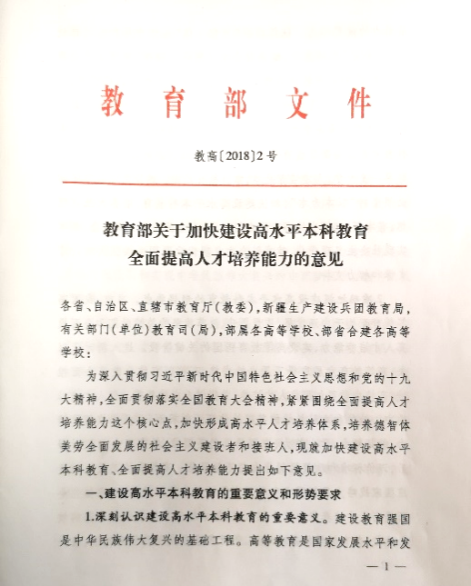 教育部文件
教高〔2018〕2号
教育部关于加快建设高水平本科教育
全面提高人才培养能力的意见
各省、自治区、直辖市教育厅(教委),新疆生产建设兵团教育局,
有关部门(单位)教育司(局),部属各高等学校、部省合建各高等
学校:
为深入贯彻习近平新时代中国特色社会主义思想和党的十九
大精神,全面贯彻落实全国教育大会精神,紧紧围绕全面提高人才
培养能力这个核心点,加快形成高水平人才培养体系,培养德智体
美劳全面发展的社会主义建设者和接班人,现就加快建设高水平
本科教育、全面提高人才培养能力提出如下意见。
一、建设高水平本科教育的重要意义和形势要求
1.深刻认识建设高水平本科教育的重要意义。建设教育强国
是中华民族伟大复兴的基础工程。高等教育是国家发展水平和发
— 1 —